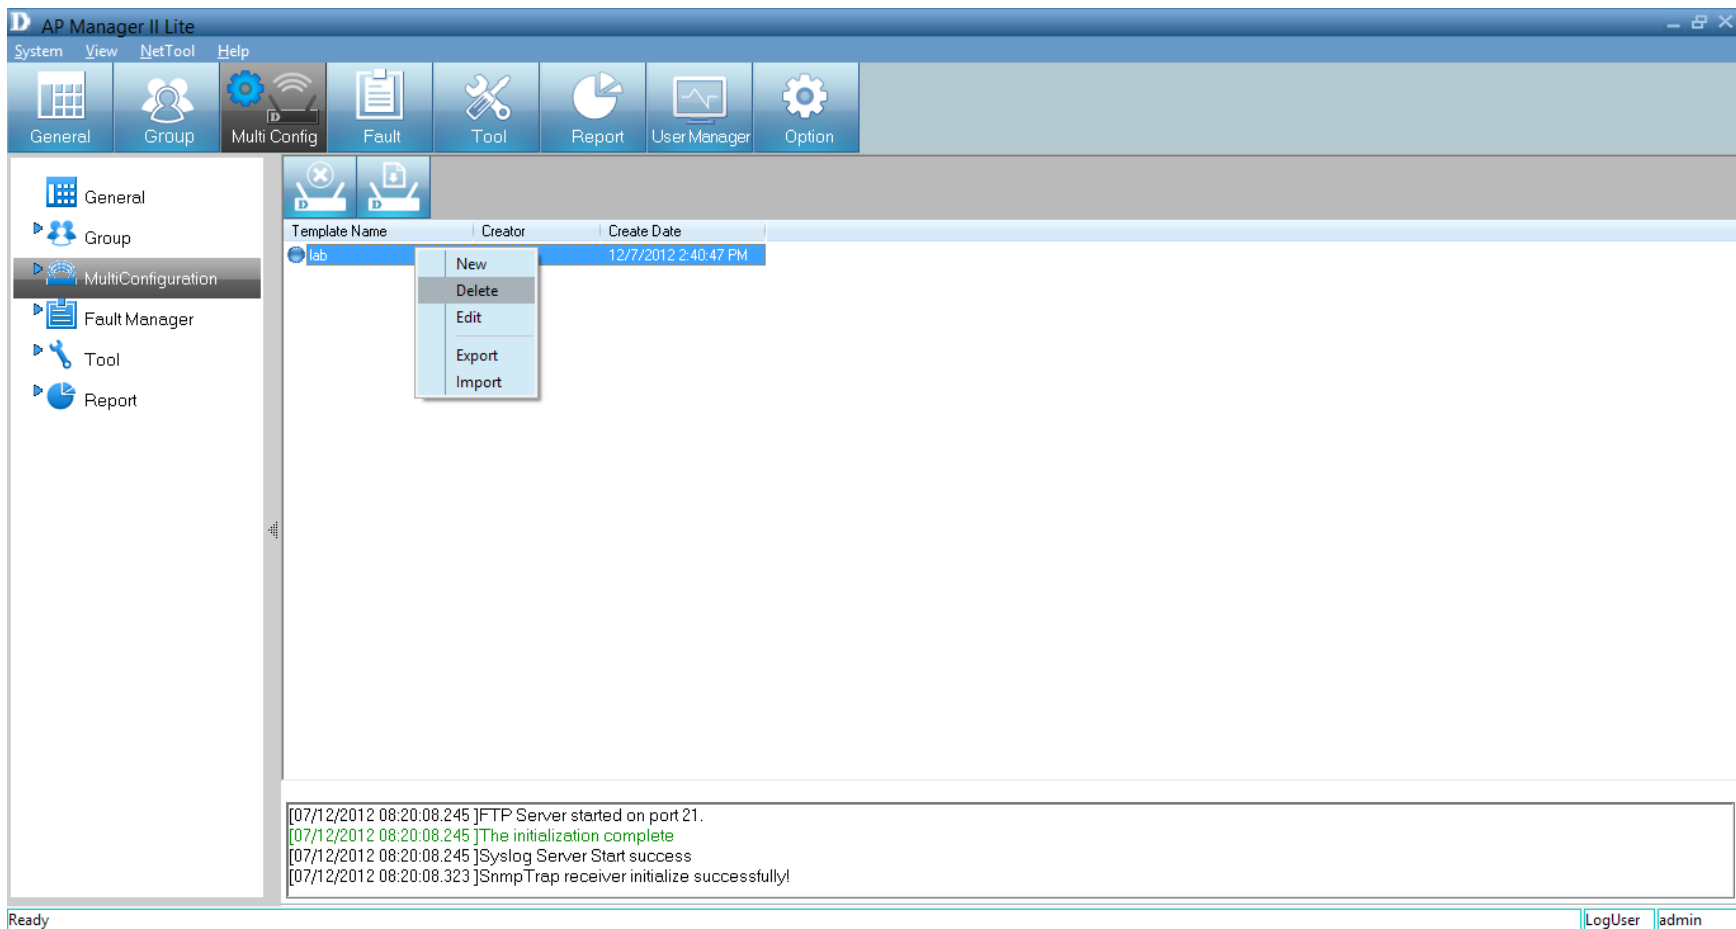 D AP Manager II Lite
System View NetTool Help
General Group Multi Config Fault Tool Report User Manager Option
General
Group
MultiConfiguration
Fault Manager
Tool
Report
Template Name Creator Create Date
lab 12/7/2012 2:40:47 PM
New
Delete
Edit
Export
Import
[07/12/2012 08:20:08.245 ]FTP Server started on port 21.
[07/12/2012 08:20:08.245 ]The initialization complete
[07/12/2012 08:20:08.245 ]Syslog Server Start success
[07/12/2012 08:20:08.323 ]SnmpTrap receiver initialize successfully!
Ready LogUser admin